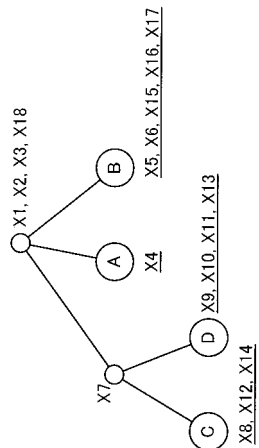 X1, X2, X3, X18
X7
A
B
X4
X5, X6, X15, X16, X17
C
D
X8, X12, X14
X9, X10, X11, X13